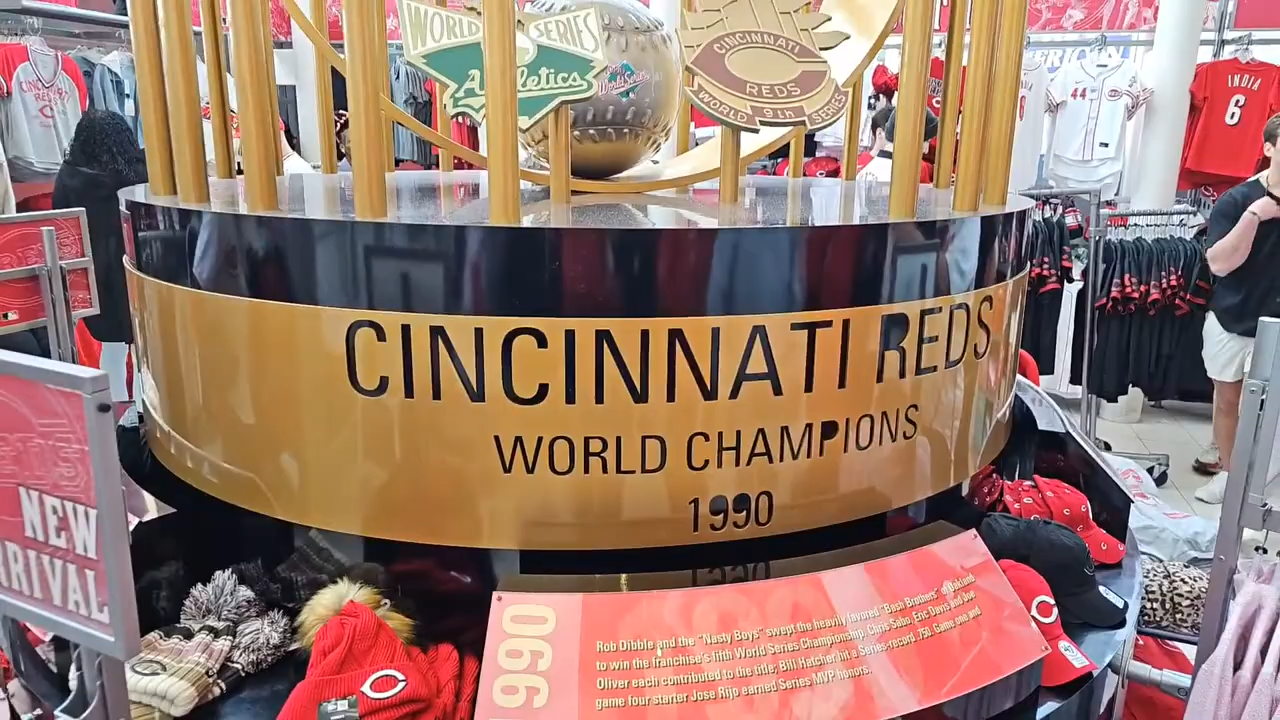 WORLD SERIES
Athletics
World Series
CINCINNATI
REDS
WORLD 9th SERIES
INDIA
6
44
CINCINNATI REDS
WORLD CHAMPIONS
1990
NEW
RRIVAL
1990
Rob Dibble and the "Nasty Boys" swept the heavily favored "Bash Brothers" of Oakland
to win the franchise's fifth World Series Championship. Chris Sabo, Eric Davis and Joe
Oliver each contributed to the title; Bill Hatcher hit a Series-record .750. Game one and
game four starter Jose Rijo earned Series MVP honors.